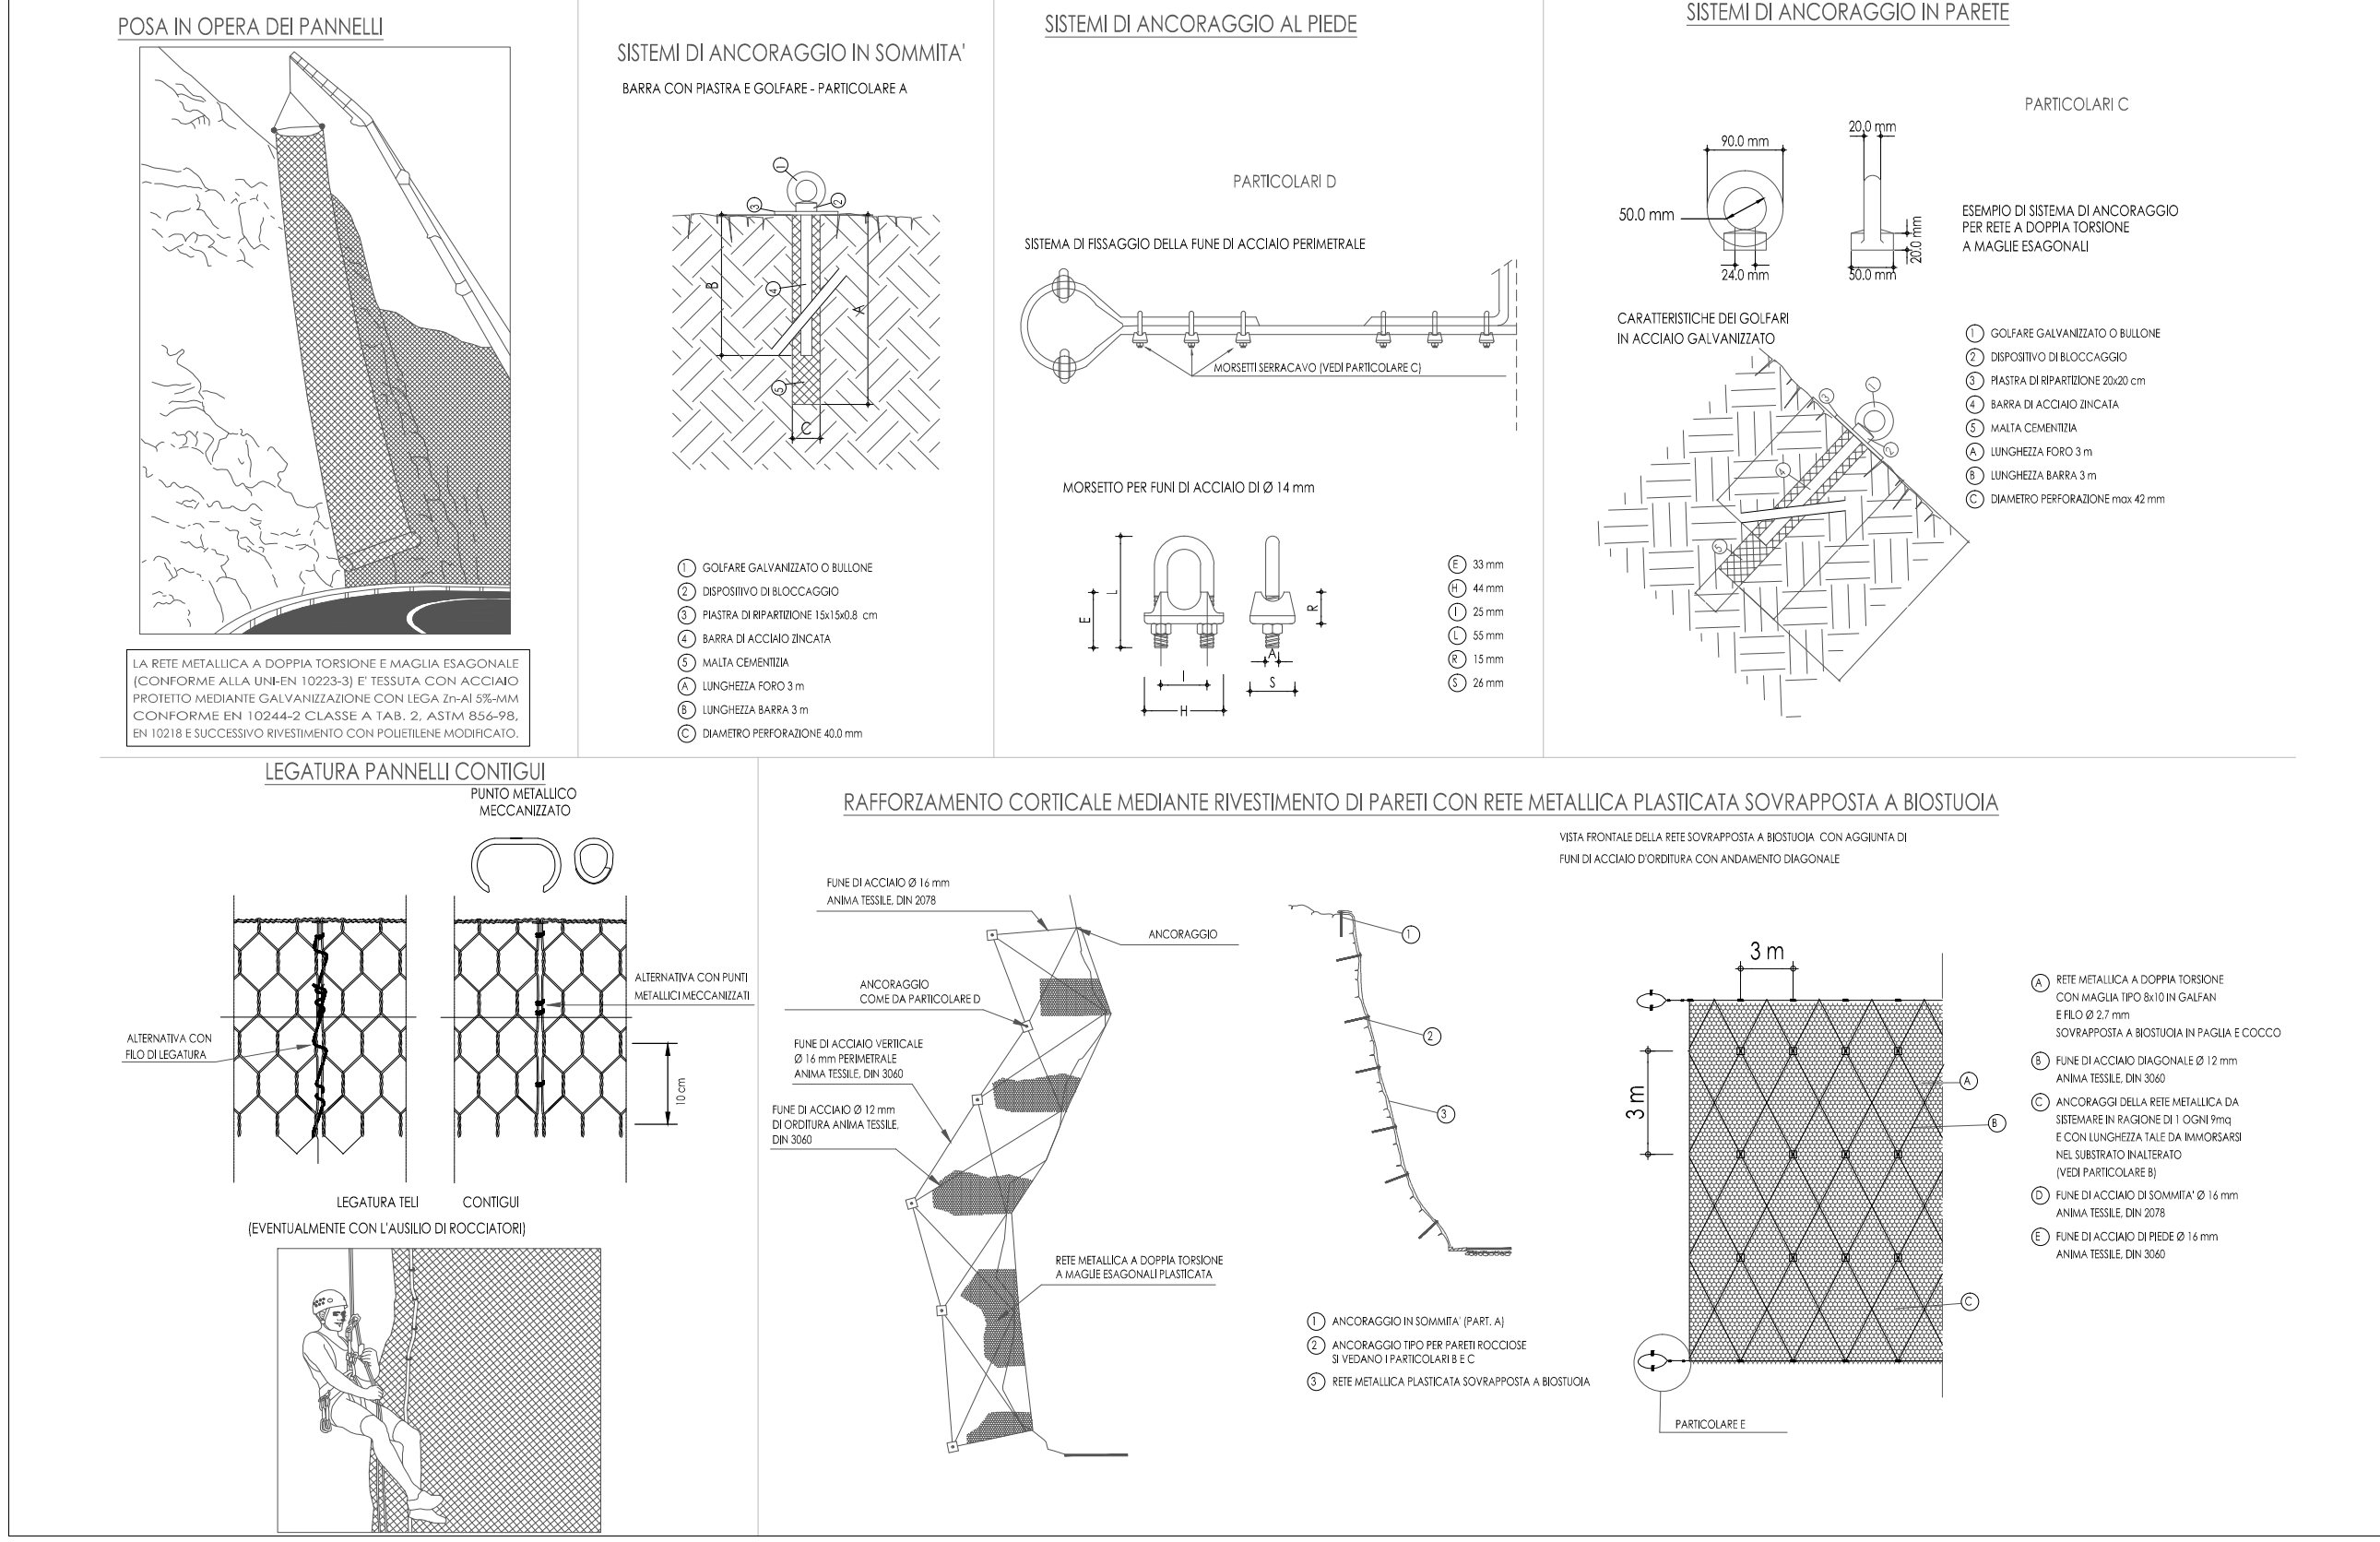 POSA IN OPERA DEI PANNELLI
LA RETE METALLICA A DOPPIA TORSIONE E MAGLIA ESAGONALE
(CONFORME ALLA UNI-EN 10223-3) E' TESSUTA CON ACCIAIO
PROTETTO MEDIANTE GALVANIZZAZIONE CON LEGA Zn-Al 5%-MM
CONFORME EN 10244-2 CLASSE A TAB. 2, ASTM 856-98,
EN 10218 E SUCCESSIVO RIVESTIMENTO CON POLIETILENE MODIFICATO.
SISTEMI DI ANCORAGGIO IN SOMMITA'
BARRA CON PIASTRA E GOLFARE - PARTICOLARE A
1
2
3
B
4
A
5
C
1 GOLFARE GALVANIZZATO O BULLONE
2 DISPOSITIVO DI BLOCCAGGIO
3 PIASTRA DI RIPARTIZIONE 15x15x0.8 cm
4 BARRA DI ACCIAIO ZINCATA
5 MALTA CEMENTIZIA
A LUNGHEZZA FORO 3 m
B LUNGHEZZA BARRA 3 m
C DIAMETRO PERFORAZIONE 40.0 mm
SISTEMI DI ANCORAGGIO AL PIEDE
PARTICOLARI D
SISTEMA DI FISSAGGIO DELLA FUNE DI ACCIAIO PERIMETRALE
MORSETTI SERRACAVO (VEDI PARTICOLARE C)
MORSETTO PER FUNI DI ACCIAIO DI Ø 14 mm
L
E
R
A
I
S
H
E 33 mm
H 44 mm
I 25 mm
L 55 mm
R 15 mm
S 26 mm
SISTEMI DI ANCORAGGIO IN PARETE
PARTICOLARI C
90.0 mm
20.0 mm
50.0 mm
20.0 mm
24.0 mm
50.0 mm
ESEMPIO DI SISTEMA DI ANCORAGGIO
PER RETE A DOPPIA TORSIONE
A MAGLIE ESAGONALI
CARATTERISTICHE DEI GOLFARI
IN ACCIAIO GALVANIZZATO
1
3
2
4
5
1 GOLFARE GALVANIZZATO O BULLONE
2 DISPOSITIVO DI BLOCCAGGIO
3 PIASTRA DI RIPARTIZIONE 20x20 cm
4 BARRA DI ACCIAIO ZINCATA
5 MALTA CEMENTIZIA
A LUNGHEZZA FORO 3 m
B LUNGHEZZA BARRA 3 m
C DIAMETRO PERFORAZIONE max 42 mm
LEGATURA PANNELLI CONTIGUI
PUNTO METALLICO
MECCANIZZATO
ALTERNATIVA CON PUNTI
METALLICI MECCANIZZATI
ALTERNATIVA CON
FILO DI LEGATURA
10 cm
LEGATURA TELI CONTIGUI
(EVENTUALMENTE CON L'AUSILIO DI ROCCIATORI)
RAFFORZAMENTO CORTICALE MEDIANTE RIVESTIMENTO DI PARETI CON RETE METALLICA PLASTICATA SOVRAPPOSTA A BIOSTUOIA
FUNE DI ACCIAIO Ø 16 mm
ANIMA TESSILE, DIN 2078
ANCORAGGIO
ANCORAGGIO
COME DA PARTICOLARE D
FUNE DI ACCIAIO VERTICALE
Ø 16 mm PERIMETRALE
ANIMA TESSILE, DIN 3060
FUNE DI ACCIAIO Ø 12 mm
DI ORDITURA ANIMA TESSILE,
DIN 3060
RETE METALLICA A DOPPIA TORSIONE
A MAGLIE ESAGONALI PLASTICATA
1
2
3
1 ANCORAGGIO IN SOMMITA' (PART. A)
2 ANCORAGGIO TIPO PER PARETI ROCCIOSE
SI VEDANO I PARTICOLARI B E C
3 RETE METALLICA PLASTICATA SOVRAPPOSTA A BIOSTUOIA
VISTA FRONTALE DELLA RETE SOVRAPPOSTA A BIOSTUOIA CON AGGIUNTA DI
FUNI DI ACCIAIO D'ORDITURA CON ANDAMENTO DIAGONALE
3 m
3 m
A
B
C
PARTICOLARE E
A RETE METALLICA A DOPPIA TORSIONE
CON MAGLIA TIPO 8x10 IN GALFAN
E FILO Ø 2,7 mm
SOVRAPPOSTA A BIOSTUOIA IN PAGLIA E COCCO
B FUNE DI ACCIAIO DIAGONALE Ø 12 mm
ANIMA TESSILE, DIN 3060
C ANCORAGGI DELLA RETE METALLICA DA
SISTEMARE IN RAGIONE DI 1 OGNI 9mq
E CON LUNGHEZZA TALE DA IMMORSARSI
NEL SUBSTRATO INALTERATO
(VEDI PARTICOLARE B)
D FUNE DI ACCIAIO DI SOMMITA' Ø 16 mm
ANIMA TESSILE, DIN 2078
E FUNE DI ACCIAIO DI PIEDE Ø 16 mm
ANIMA TESSILE, DIN 3060